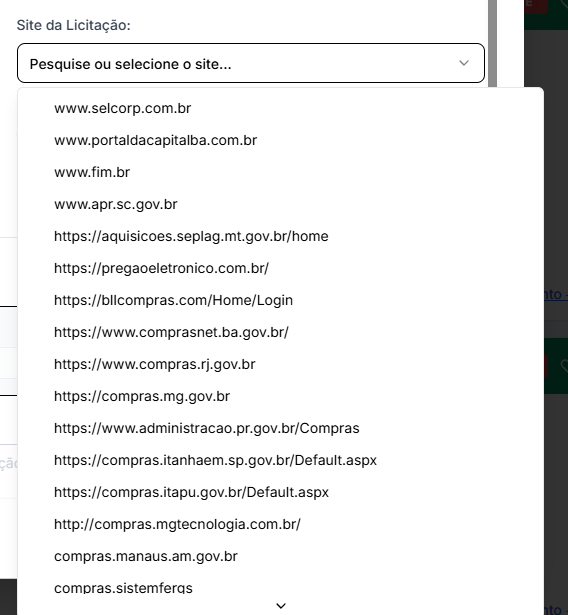 Site da Licitação:
Pesquise ou selecione o site...
www.selcorp.com.br
www.portaldacapitalba.com.br
www.fim.br
www.apr.sc.gov.br
https://aquisicoes.seplag.mt.gov.br/home
https://pregaoeletronico.com.br/
https://bllcompras.com/Home/Login
https://www.comprasnet.ba.gov.br/
https://www.compras.rj.gov.br
https://compras.mg.gov.br
https://www.administracao.pr.gov.br/Compras
https://compras.itanhaem.sp.gov.br/Default.aspx
https://compras.itapu.gov.br/Default.aspx
http://compras.mgtecnologia.com.br/
compras.manaus.am.gov.br
compras.sistemfergs